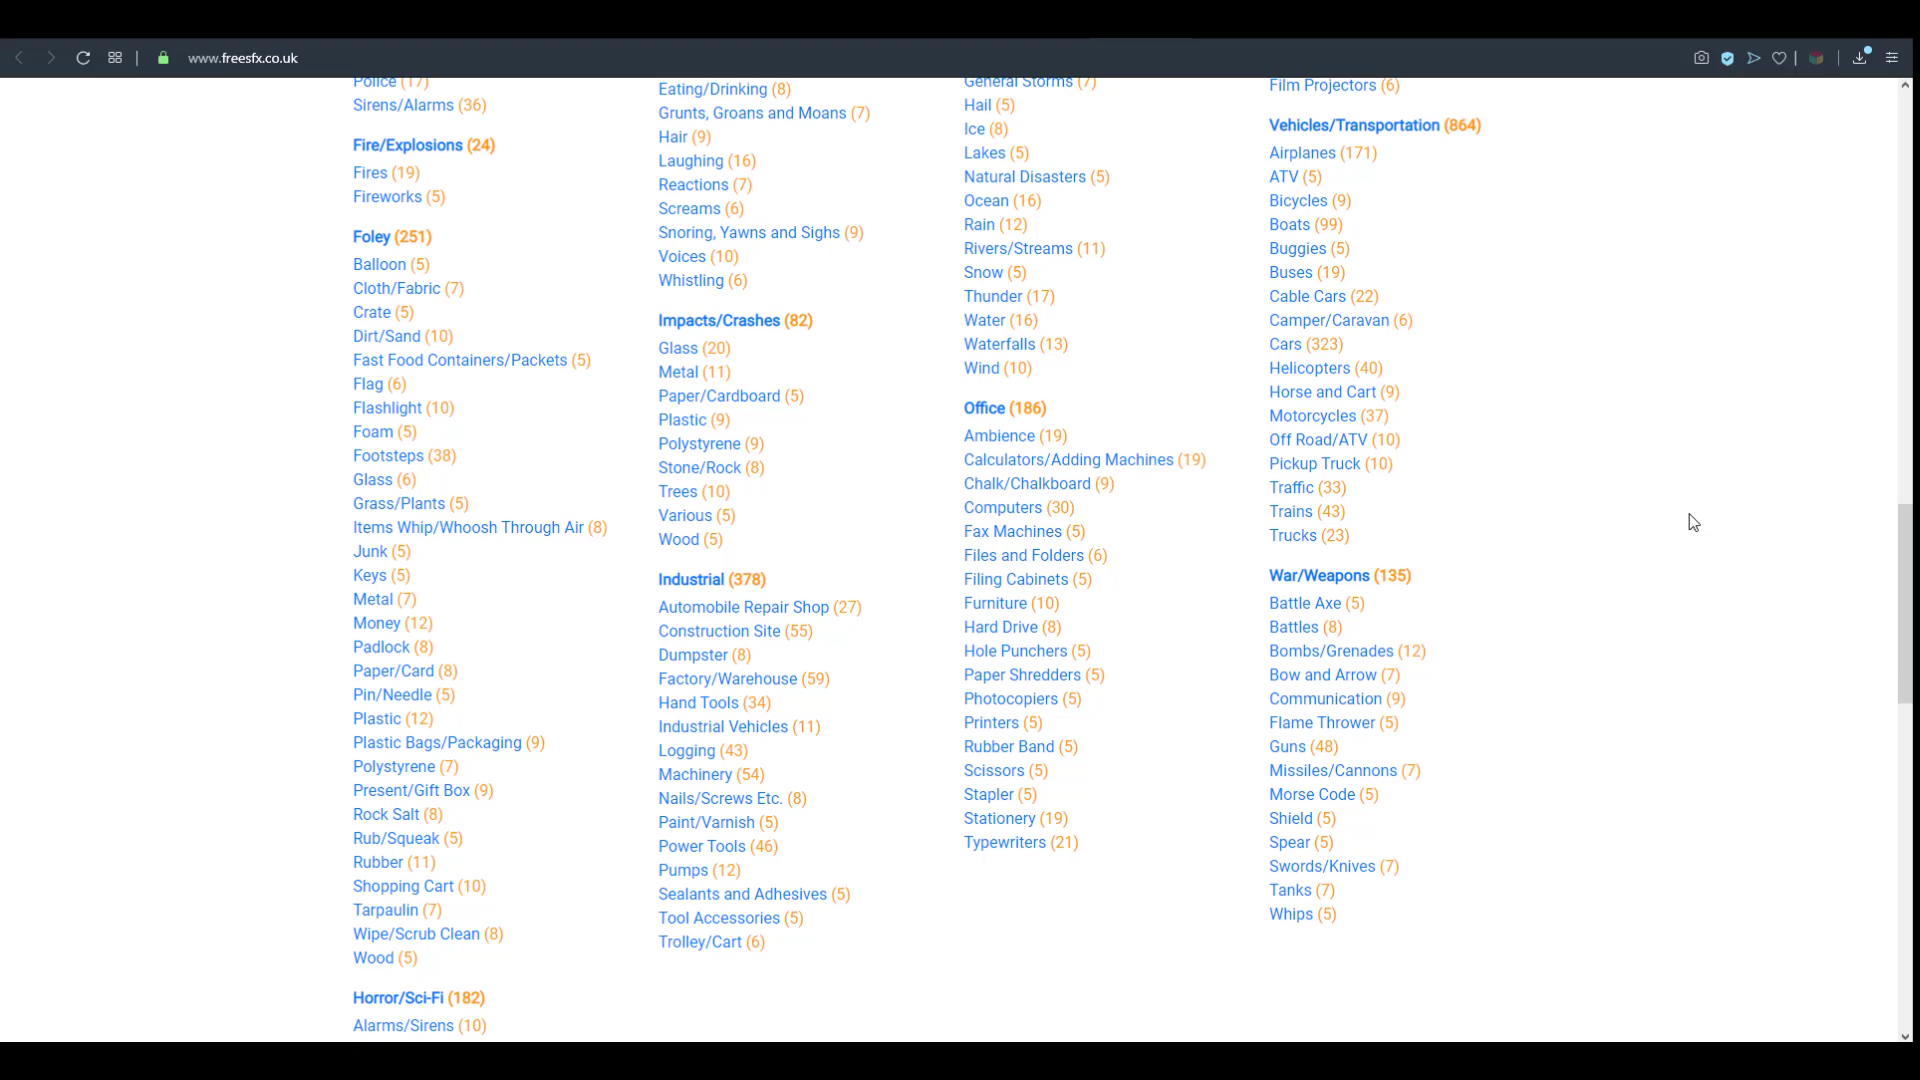 www.freesfx.co.uk
Police (17)
Sirens/Alarms (36)
Fire/Explosions (24)
Fires (19)
Fireworks (5)
Foley (251)
Balloon (5)
Cloth/Fabric (7)
Crate (5)
Dirt/Sand (10)
Fast Food Containers/Packets (5)
Flag (6)
Flashlight (10)
Foam (5)
Footsteps (38)
Glass (6)
Grass/Plants (5)
Items Whip/Whoosh Through Air (8)
Junk (5)
Keys (5)
Metal (7)
Money (12)
Padlock (8)
Paper/Card (8)
Pin/Needle (5)
Plastic (12)
Plastic Bags/Packaging (9)
Polystyrene (7)
Present/Gift Box (9)
Rock Salt (8)
Rub/Squeak (5)
Rubber (11)
Shopping Cart (10)
Tarpaulin (7)
Wipe/Scrub Clean (8)
Wood (5)
Horror/Sci-Fi (182)
Alarms/Sirens (10)
Eating/Drinking (8)
Grunts, Groans and Moans (7)
Hair (9)
Laughing (16)
Reactions (7)
Screams (6)
Snoring, Yawns and Sighs (9)
Voices (10)
Whistling (6)
Impacts/Crashes (82)
Glass (20)
Metal (11)
Paper/Cardboard (5)
Plastic (9)
Polystyrene (9)
Stone/Rock (8)
Trees (10)
Various (5)
Wood (5)
Industrial (378)
Automobile Repair Shop (27)
Construction Site (55)
Dumpster (8)
Factory/Warehouse (59)
Hand Tools (34)
Industrial Vehicles (11)
Logging (43)
Machinery (54)
Nails/Screws Etc. (8)
Paint/Varnish (5)
Power Tools (46)
Pumps (12)
Sealants and Adhesives (5)
Tool Accessories (5)
Trolley/Cart (6)
General Storms (7)
Hail (5)
Ice (8)
Lakes (5)
Natural Disasters (5)
Ocean (16)
Rain (12)
Rivers/Streams (11)
Snow (5)
Thunder (17)
Water (16)
Waterfalls (13)
Wind (10)
Office (186)
Ambience (19)
Calculators/Adding Machines (19)
Chalk/Chalkboard (9)
Computers (30)
Fax Machines (5)
Files and Folders (6)
Filing Cabinets (5)
Furniture (10)
Hard Drive (8)
Hole Punchers (5)
Paper Shredders (5)
Photocopiers (5)
Printers (5)
Rubber Band (5)
Scissors (5)
Stapler (5)
Stationery (19)
Typewriters (21)
Film Projectors (6)
Vehicles/Transportation (864)
Airplanes (171)
ATV (5)
Bicycles (9)
Boats (99)
Buggies (5)
Buses (19)
Cable Cars (22)
Camper/Caravan (6)
Cars (323)
Helicopters (40)
Horse and Cart (9)
Motorcycles (37)
Off Road/ATV (10)
Pickup Truck (10)
Traffic (33)
Trains (43)
Trucks (23)
War/Weapons (135)
Battle Axe (5)
Battles (8)
Bombs/Grenades (12)
Bow and Arrow (7)
Communication (9)
Flame Thrower (5)
Guns (48)
Missiles/Cannons (7)
Morse Code (5)
Shield (5)
Spear (5)
Swords/Knives (7)
Tanks (7)
Whips (5)